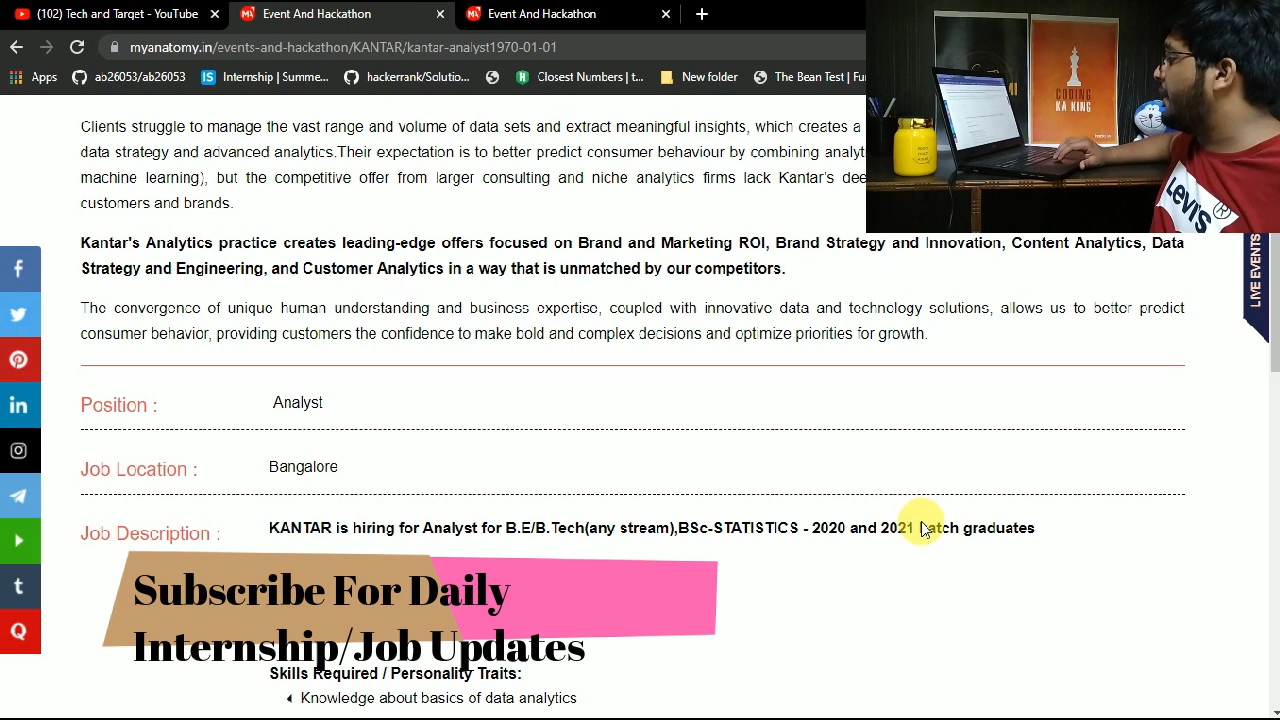 (102) Tech and Target - YouTube
Event And Hackathon
Event And Hackathon
myanatomy.in/events-and-hackathon/KANTAR/kantar-analyst1970-01-01
Apps
ab26053/ab26053
Internship | Summe...
hackerrank/Solutio...
Closest Numbers | t...
New folder
The Bean Test | For
CODING
KA KING
LEVI'S
Clients struggle to manage the vast range and volume of data sets and extract meaningful insights, which creates a
data strategy and advanced analytics.Their expectation is to better predict consumer behaviour by combining analyt
machine learning), in the competitive offer from larger consulting and niche analytics firms lack Kantar's dee
customers and brands.
Kantar's Analytics practice creates leading-edge offers focused on Brand and Marketing ROI, Brand Strategy and Innovation, Content Analytics, Data
Strategy and Engineering, and Customer Analytics in a way that is unmatched by our competitors.
LIVE EVENTS
The convergence of unique human understanding and business expertise, coupled with innovative data and technology solutions, allows us to better predict
consumer behavior, providing customers the confidence to make bold and complex decisions and optimize priorities for growth.
Position : Analyst
Job Location : Bangalore
Job Description : KANTAR is hiring for Analyst for B.E/B.Tech(any stream),BSc-STATISTICS - 2020 and 2021 batch graduates
Subscribe For Daily
Internship/Job Updates
Skills Required / Personality Traits:
Knowledge about basics of data analytics